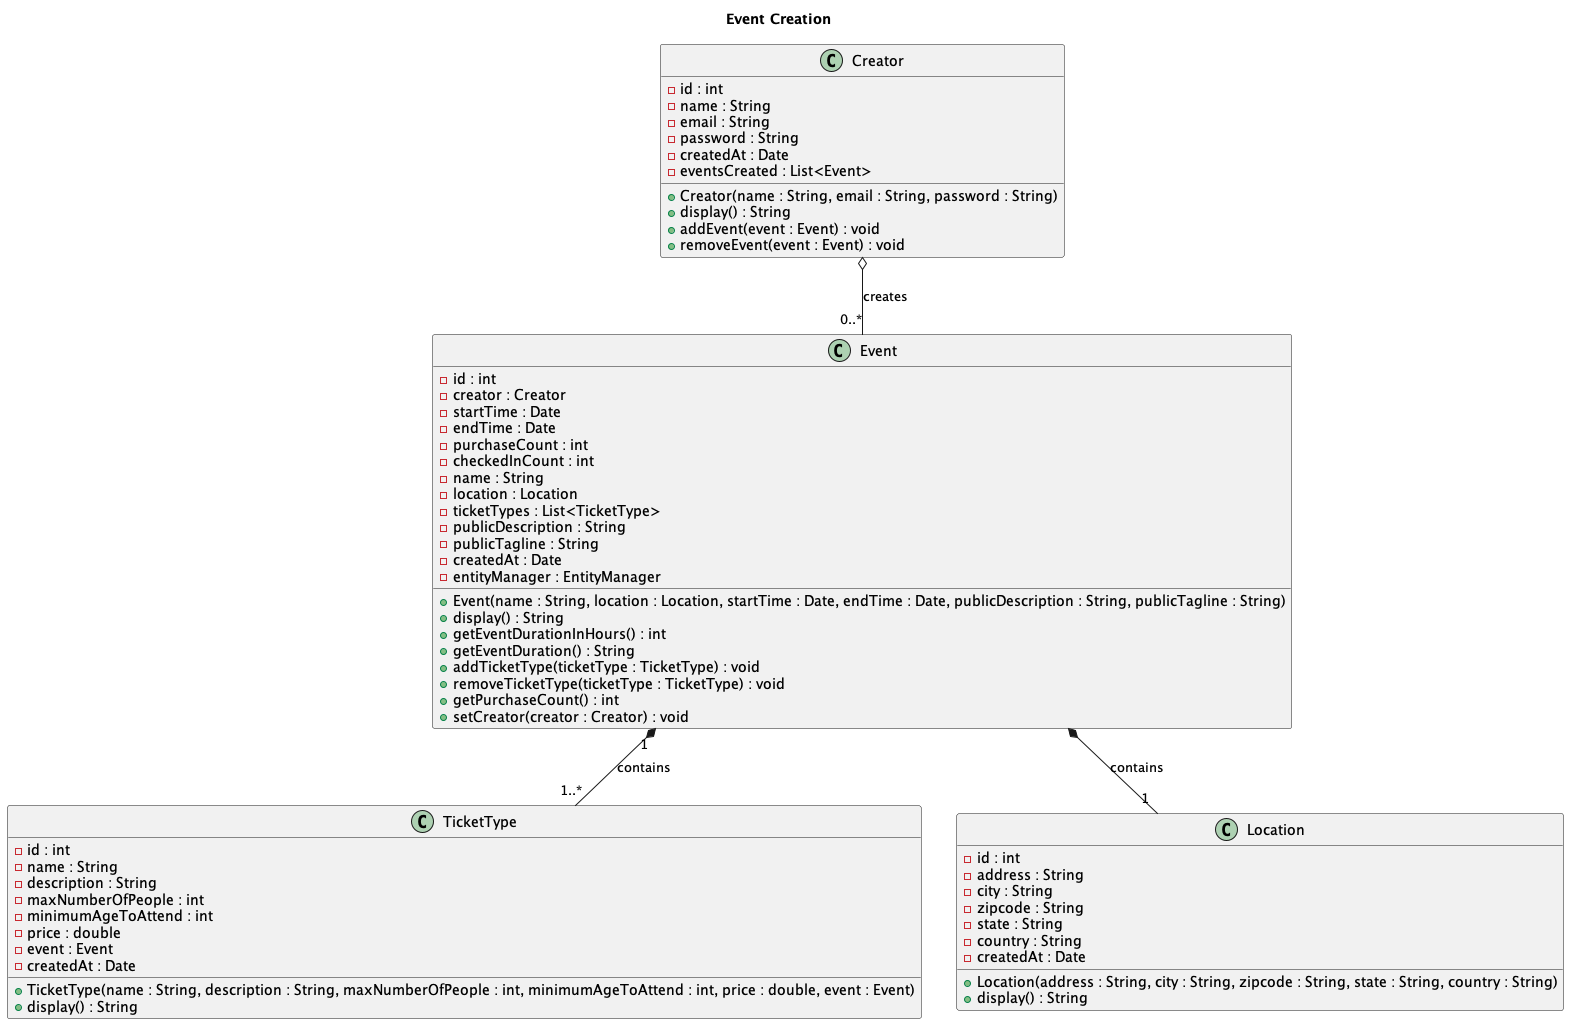 Event Creation
C Creator
id : int
name : String
email : String
password : String
createdAt : Date
eventsCreated : List<Event>
Creator(name : String, email : String, password : String)
display() : String
addEvent(event : Event) : void
removeEvent(event : Event) : void
creates
0..*
C Event
id : int
creator : Creator
startTime : Date
endTime : Date
purchaseCount : int
checkedInCount : int
name : String
location : Location
ticketTypes : List<TicketType>
publicDescription : String
publicTagline : String
createdAt : Date
entityManager : EntityManager
Event(name : String, location : Location, startTime : Date, endTime : Date, publicDescription : String, publicTagline : String)
display() : String
getEventDurationInHours() : int
getEventDuration() : String
addTicketType(ticketType : TicketType) : void
removeTicketType(ticketType : TicketType) : void
getPurchaseCount() : int
setCreator(creator : Creator) : void
1
contains
1..*
contains
1
C TicketType
id : int
name : String
description : String
maxNumberOfPeople : int
minimumAgeToAttend : int
price : double
event : Event
createdAt : Date
TicketType(name : String, description : String, maxNumberOfPeople : int, minimumAgeToAttend : int, price : double, event : Event)
display() : String
C Location
id : int
address : String
city : String
zipcode : String
state : String
country : String
createdAt : Date
Location(address : String, city : String, zipcode : String, state : String, country : String)
display() : String